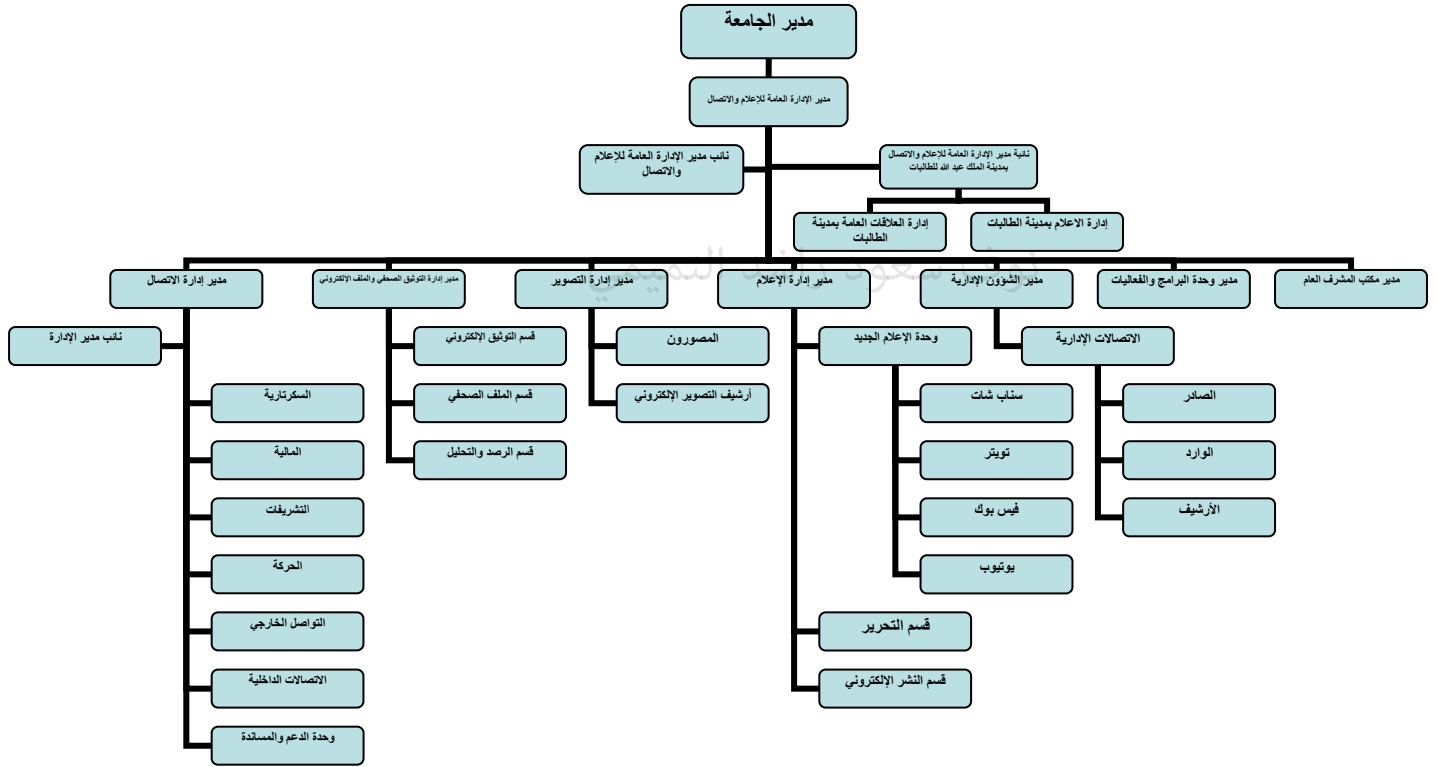 مدير الجامعة
مدير الإدارة العامة للإعلام والاتصال
نائبة مدير الإدارة العامة للإعلام والاتصال
بمدينة الملك عبد الله للطالبات
نائب مدير الإدارة العامة للإعلام
والاتصال
إدارة الاعلام بمدينة الطالبات
إدارة العلاقات العامة بمدينة
الطالبات
مدير مكتب المشرف العام
مدير وحدة البرامج والفعاليات
مدير الشؤون الإدارية
مدير إدارة الإعلام
مدير إدارة التصوير
مدير إدارة التوثيق الصحفي والملف الإلكتروني
مدير إدارة الاتصال
الاتصالات الإدارية
الصادر
الوارد
الأرشيف
وحدة الإعلام الجديد
سناب شات
تويتر
فيس بوك
يوتيوب
قسم التحرير
قسم النشر الإلكتروني
المصورون
أرشيف التصوير الإلكتروني
قسم التوثيق الإلكتروني
قسم الملف الصحفي
قسم الرصد والتحليل
نائب مدير الإدارة
السكرتارية
المالية
التشريفات
الحركة
التواصل الخارجي
الاتصالات الداخلية
وحدة الدعم والمساندة
سعود راشد التميمي